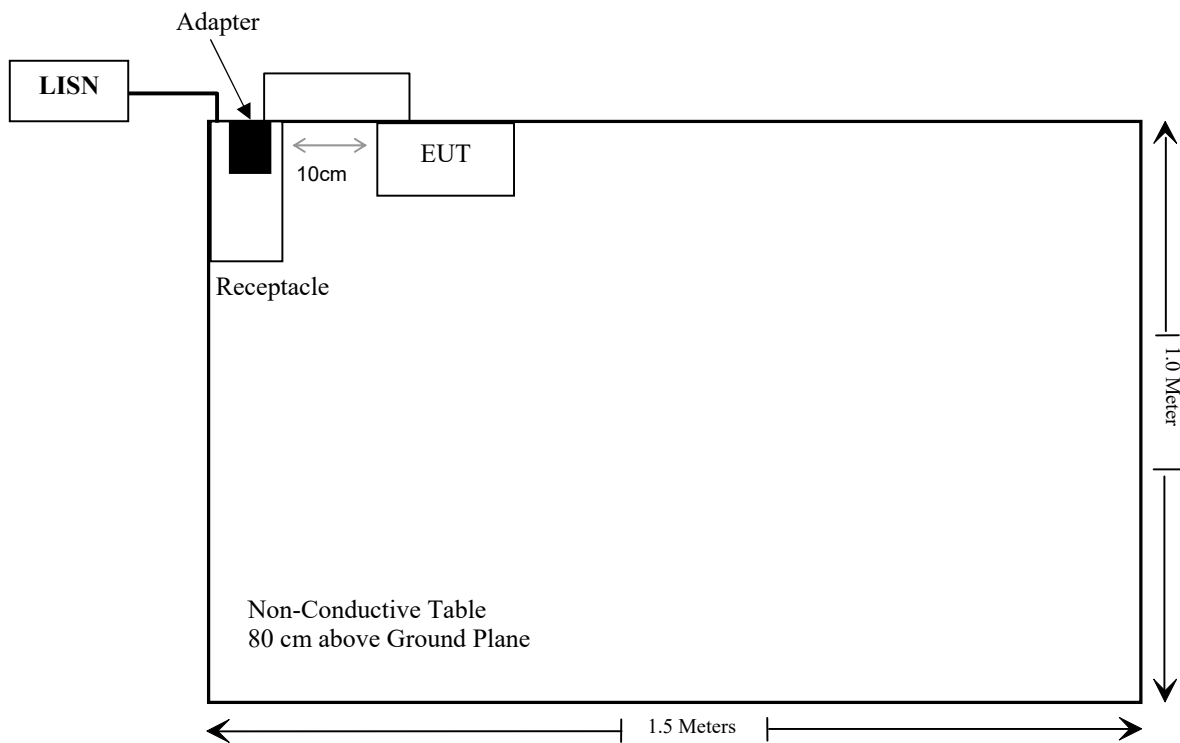 Adapter
LISN
EUT
10cm
Receptacle
1.0 Meter
Non-Conductive Table
80 cm above Ground Plane
1.5 Meters